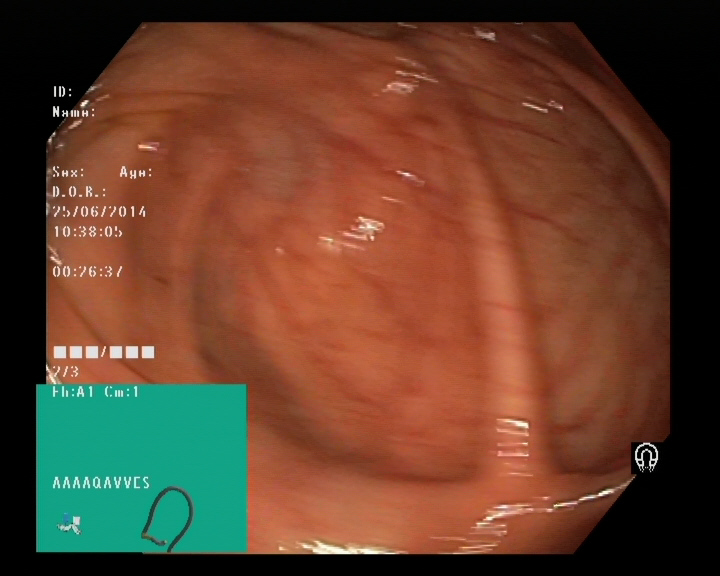 ID:
Name:
Sex: Age:
D.O.B.:
25/06/2014
10:38:05
00:26:37
■■■/■■■
2/3
Eh:A1 Cm:1
AAAAQAVVES